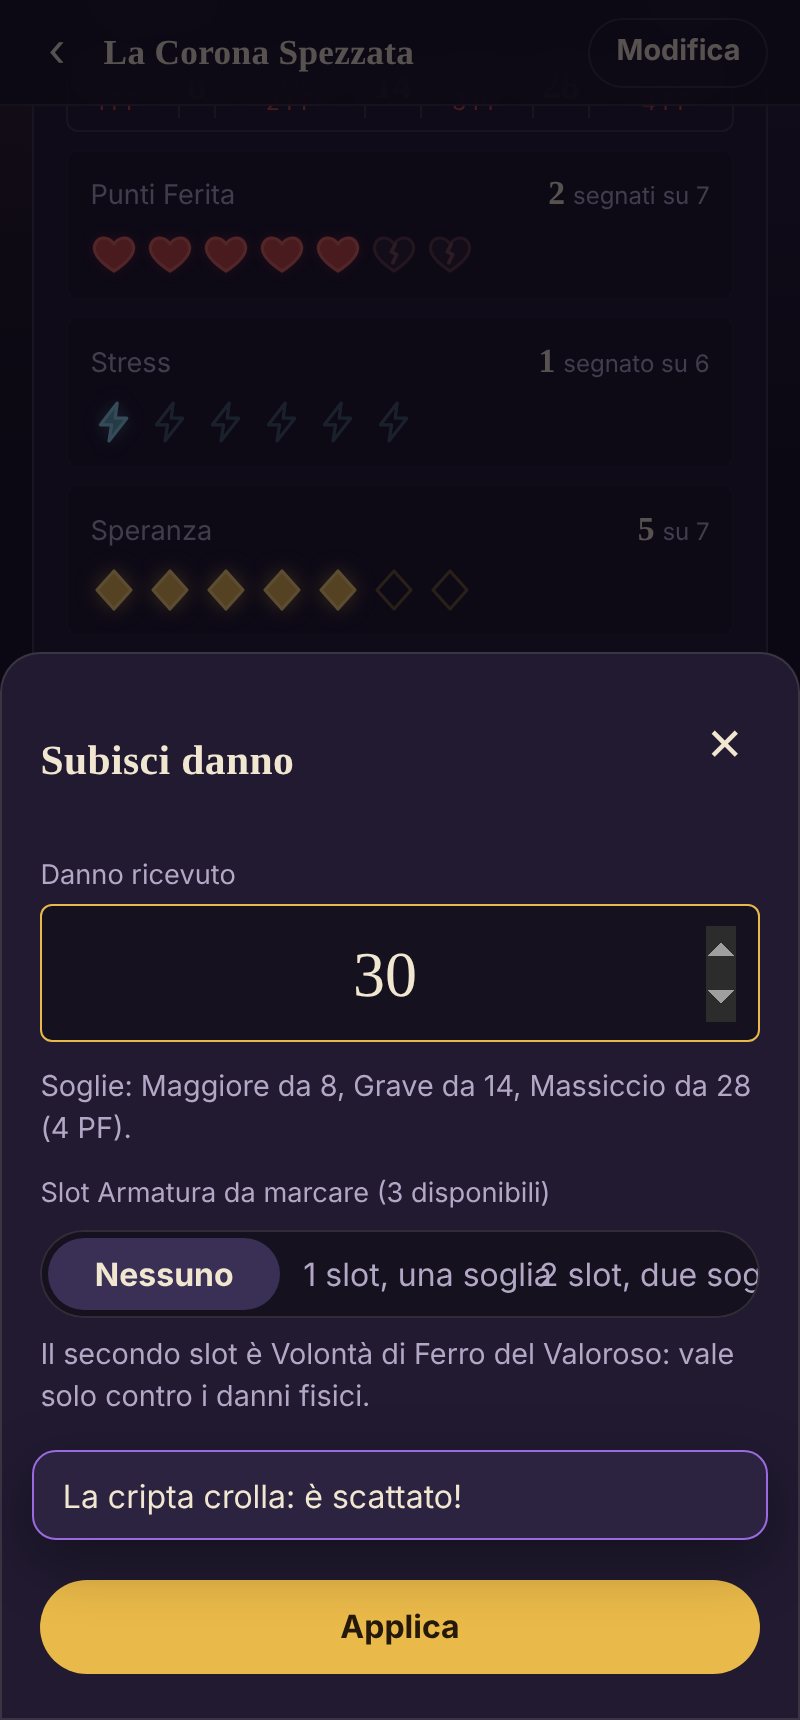 La Corona Spezzata
Modifica
Punti Ferita
2 segnati su 7
Stress
1 segnato su 6
Speranza
5 su 7
Subisci danno
Danno ricevuto
30
Soglie: Maggiore da 8, Grave da 14, Massiccio da 28
(4 PF).
Slot Armatura da marcare (3 disponibili)
Nessuno
1 slot, una soglia
2 slot, due sog
Il secondo slot è Volontà di Ferro del Valoroso: vale
solo contro i danni fisici.
La cripta crolla: è scattato!
Applica